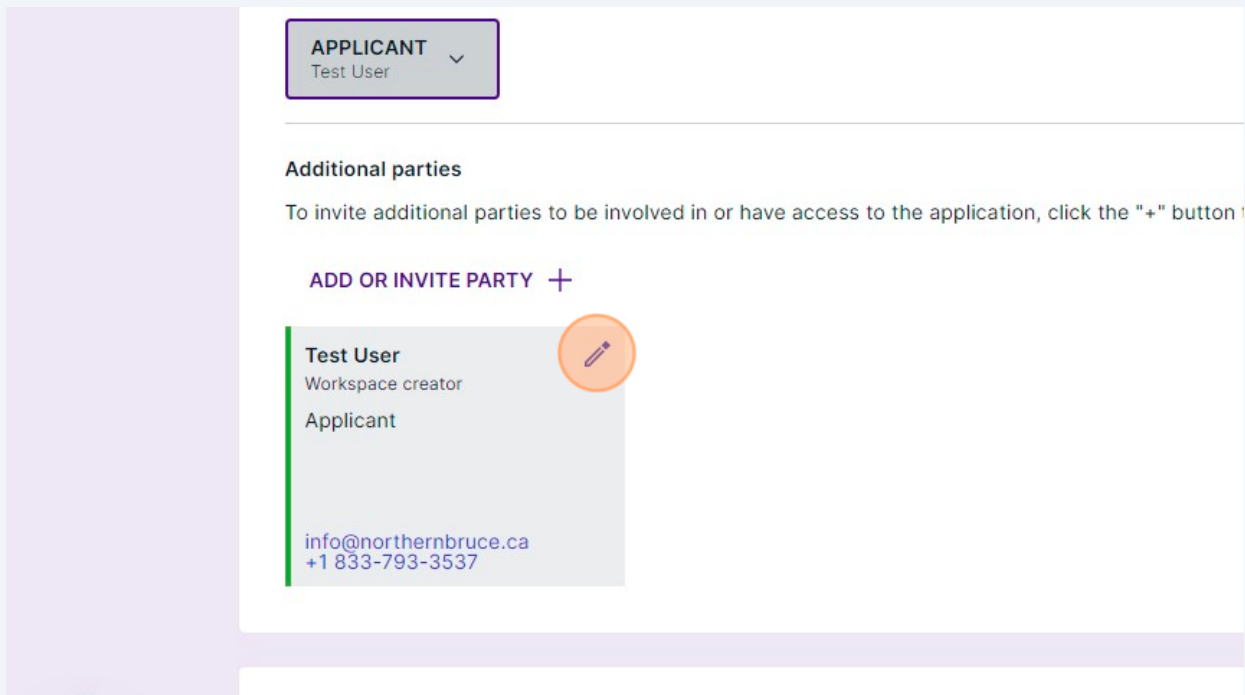 APPLICANT
Test User
Additional parties
To invite additional parties to be involved in or have access to the application, click the "+" button
ADD OR INVITE PARTY +
Test User
Workspace creator
Applicant
info@northernbruce.ca
+1 833-793-3537